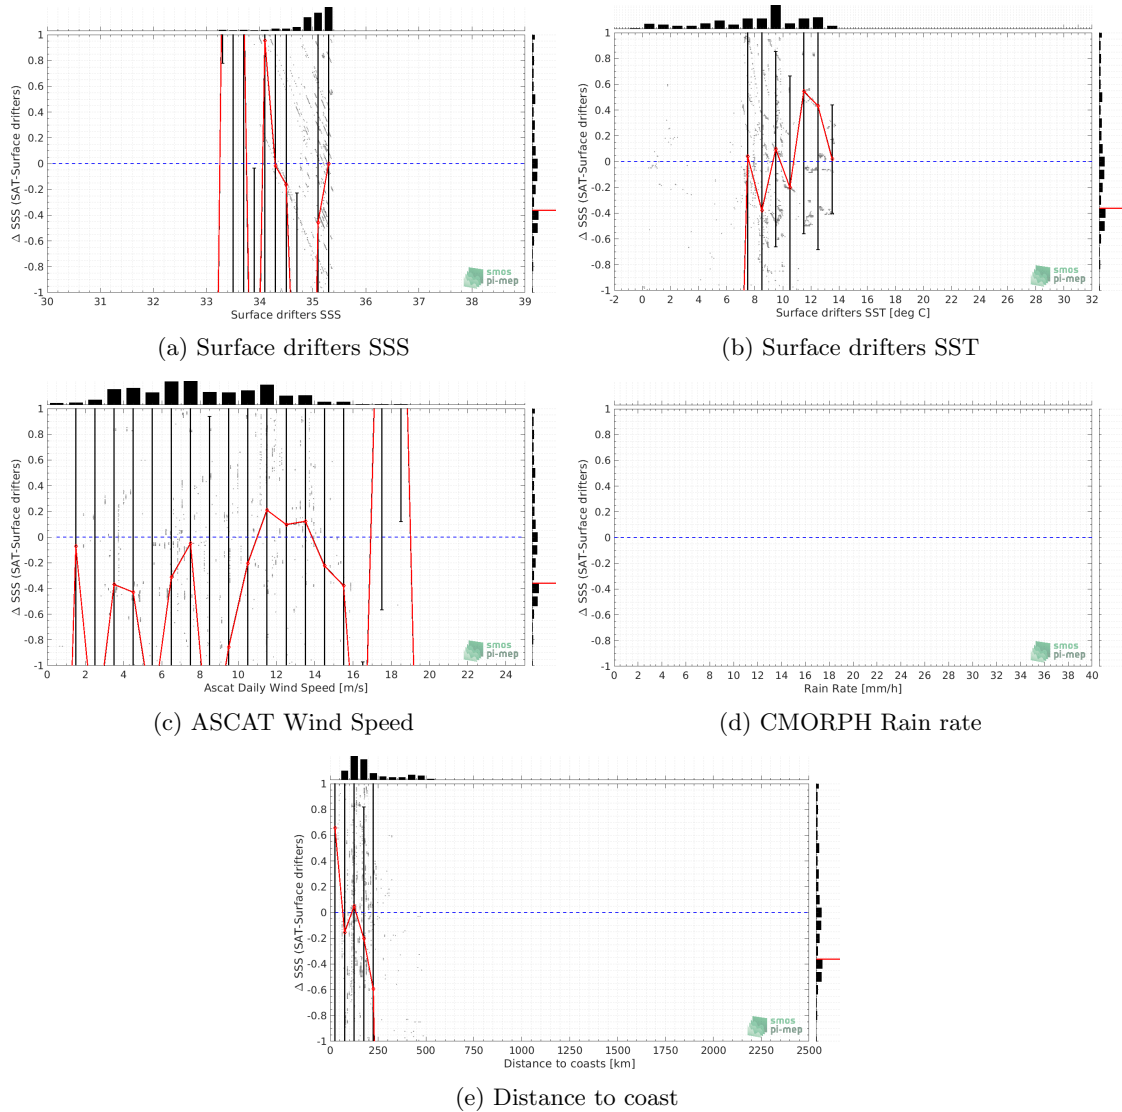 1
0.8
0.6
0.4
0.2
0
-0.2
-0.4
-0.6
-0.8
-1
Δ SSS (SAT-Surface drifters)
30 31 32 33 34 35 36 37 38 39
Surface drifters SSS
smos
pi-mep
(a) Surface drifters SSS
1
0.8
0.6
0.4
0.2
0
-0.2
-0.4
-0.6
-0.8
-1
Δ SSS (SAT-Surface drifters)
-2 0 2 4 6 8 10 12 14 16 18 20 22 24 26 28 30 32
Surface drifters SST [deg C]
smos
pi-mep
(b) Surface drifters SST
1
0.8
0.6
0.4
0.2
0
-0.2
-0.4
-0.6
-0.8
-1
Δ SSS (SAT-Surface drifters)
0 2 4 6 8 10 12 14 16 18 20 22 24
Ascat Daily Wind Speed [m/s]
smos
pi-mep
(c) ASCAT Wind Speed
1
0.8
0.6
0.4
0.2
0
-0.2
-0.4
-0.6
-0.8
-1
Δ SSS (SAT-Surface drifters)
0 2 4 6 8 10 12 14 16 18 20 22 24 26 28 30 32 34 36 38 40
Rain Rate [mm/h]
smos
pi-mep
(d) CMORPH Rain rate
1
0.8
0.6
0.4
0.2
0
-0.2
-0.4
-0.6
-0.8
-1
Δ SSS (SAT-Surface drifters)
0 250 500 750 1000 1250 1500 1750 2000 2250 2500
Distance to coasts [km]
smos
pi-mep
(e) Distance to coast